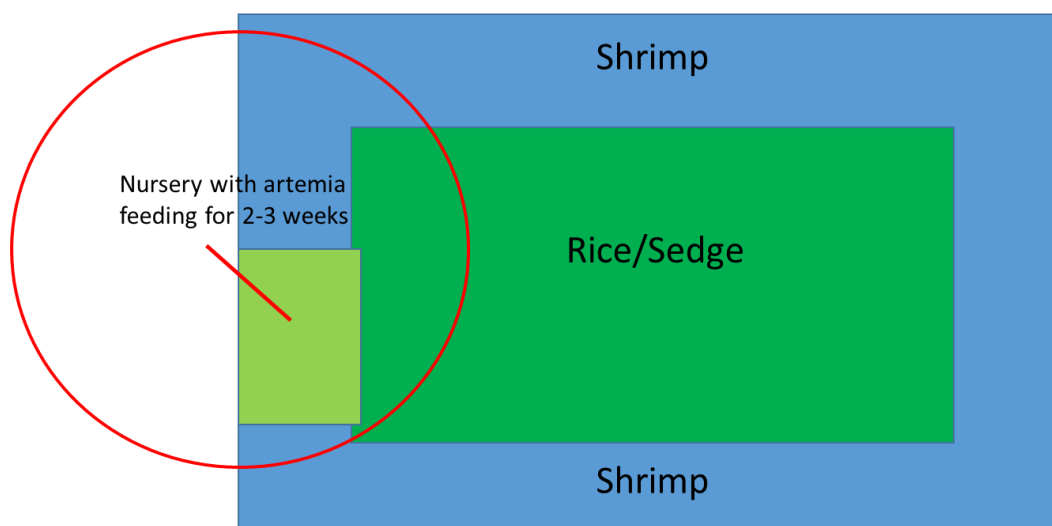 Shrimp
Nursery with artemia
feeding for 2-3 weeks
Rice/Sedge
Shrimp